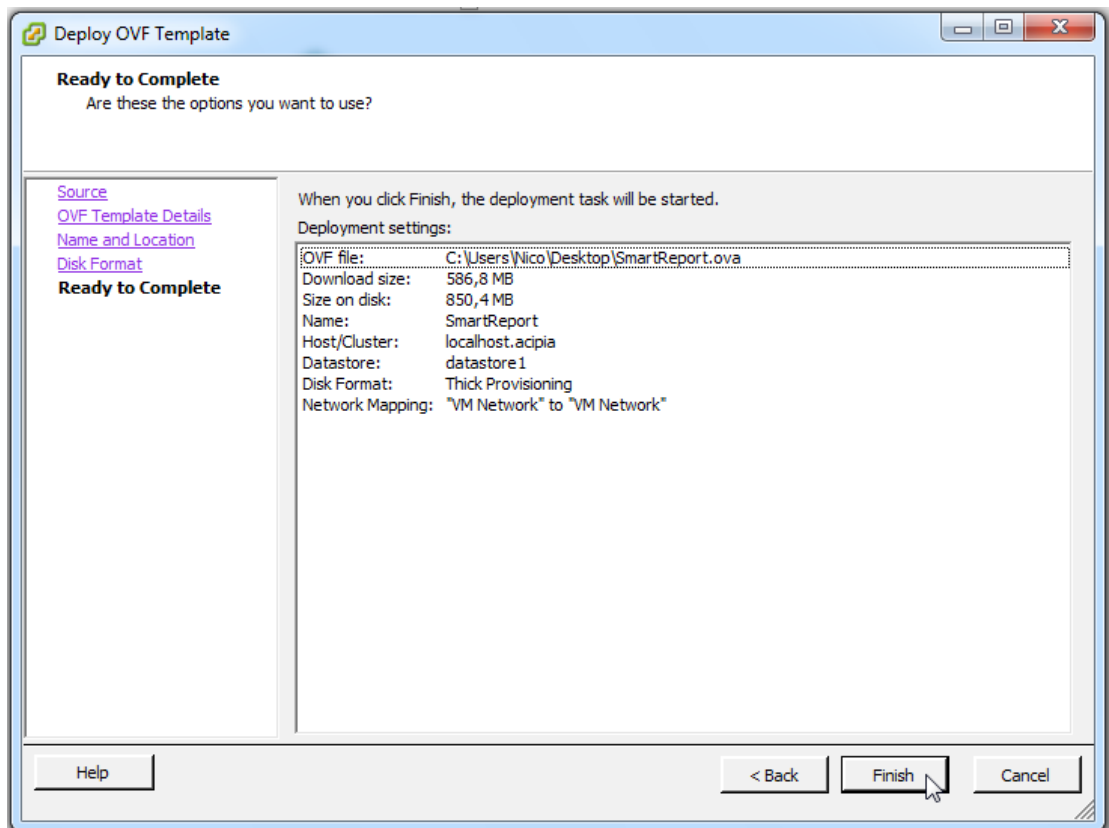 Deploy OVF Template
Ready to Complete
Are these the options you want to use?
Source
OVF Template Details
Name and Location
Disk Format
Ready to Complete
When you click Finish, the deployment task will be started.
Deployment settings:
OVF file: C:\Users\Nico\Desktop\SmartReport.ova
Download size: 586,8 MB
Size on disk: 850,4 MB
Name: SmartReport
Host/Cluster: localhost.acipia
Datastore: datastore1
Disk Format: Thick Provisioning
Network Mapping: "VM Network" to "VM Network"
Help
< Back
Finish
Cancel